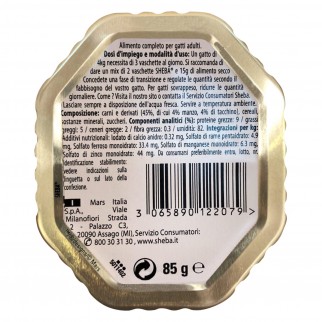 Alimento completo per gatti adulti.
Dosi d'impiego e modalità d'uso: Un gatto di
4kg necessita di 3 vaschette al giorno. Si raccomanda di
dare un mix di 2 vaschette SHEBA® e 15g di alimento secco
Concedete una fase di transizione e regolate le quantità secondo il
fabbisogno del vostro gatto. Per gatti sovrappeso, ridurre le quantità
giornaliere. Come ? Visita il nostro sito o contatta il Servizio Consumatori Sheba.
Lasciare sempre a disposizione dell'acqua fresca. Servire a temperatura ambiente.
Composizione: carni e derivati (45%, di cui 4% manzo, 4% di tacchino), cereali,
sostanze minerali, zuccheri. Componenti analitici (%): proteine grezze: 9 / grassi
grezzi: 5 / ceneri grezze: 2 / fibra grezza: 0.3 / umidità: 82. Integrazioni per kg:
Additivi nutrizionali: Iodato di calcio anidro: 0.32 mg, Solfato di rame monoidrato: 4.9
mg, Solfato ferroso monoidrato: 33.4 mg, Solfato di manganese monoidrato: 6.3 mg,
Solfato di zinco monoidrato: 44 mg. Da consumarsi preferibilmente entro, lotto,
identificazione stabilimento:
vedere indicazioni sulla
linguetta o sul lato della
confezione.
I Mars Italia
S.p.A., Viale
Milanofiori Strada
2 - Palazzo C3,
20090 Assago (MI), Servizio Consumatori:
800 30 31 30 , www.sheba.it
3 065890 122079 >
85 g e